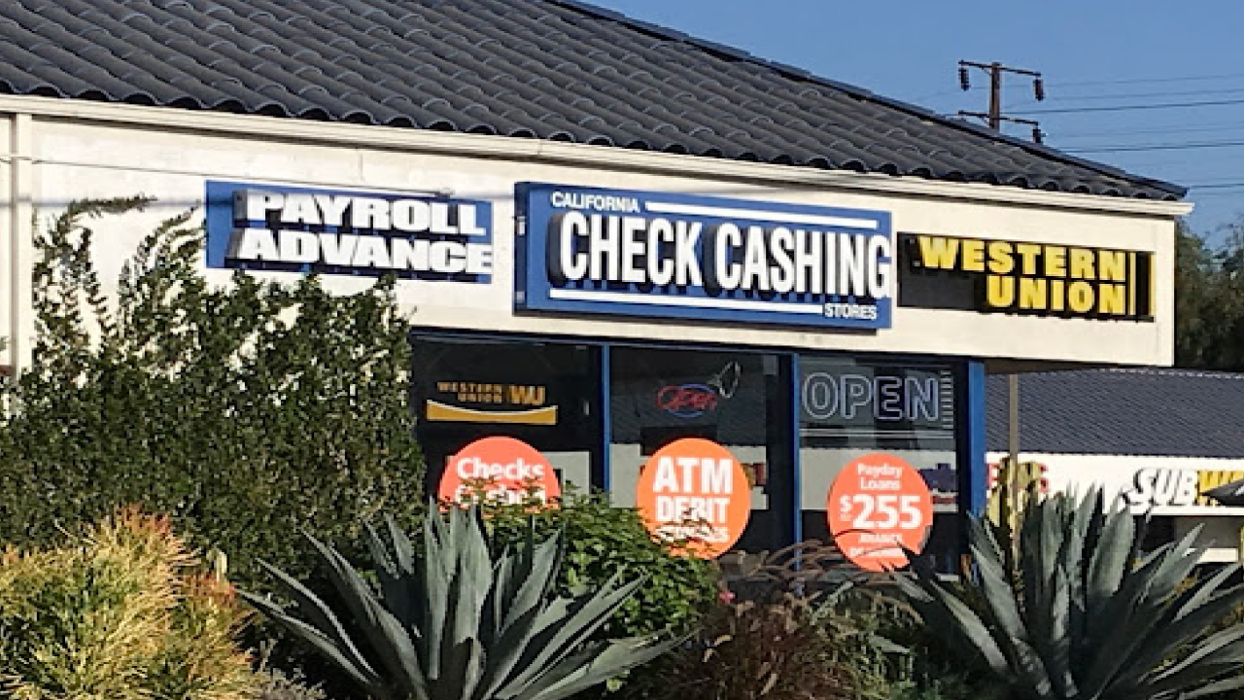 PAYROLL
ADVANCE
CALIFORNIA
CHECK CASHING
STORES
WESTERN
UNION
WESTERN
UNION
WU
Open
OPEN
Checks
ATM
DEBIT
Payday
Loans
$255
SUBW